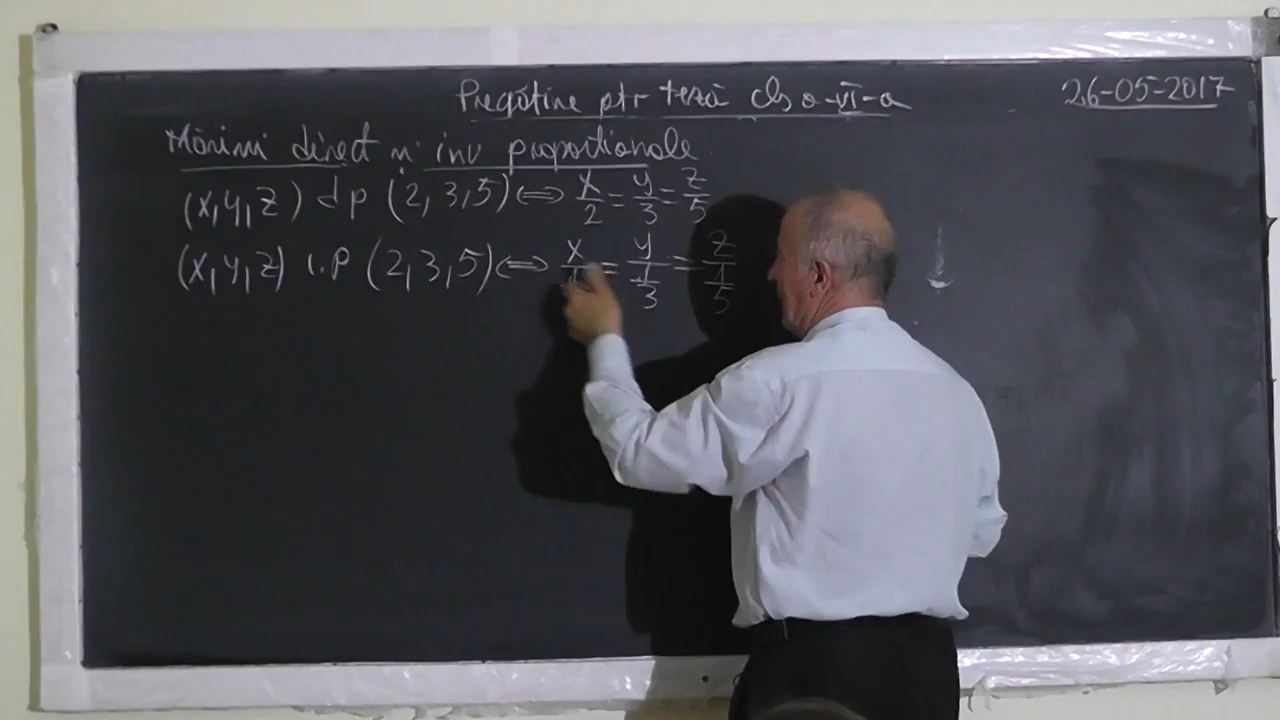 Pregătire ptr teză cls a-VI-a
26-05-2017
Mărimi direct și inv proporționale
(x,y,z) d p (2,3,5) ⟺ x/2 = y/3 = z/5
(x,y,z) i.p (2,3,5) ⟺ x/ = y/(1/3) = z/(1/5)